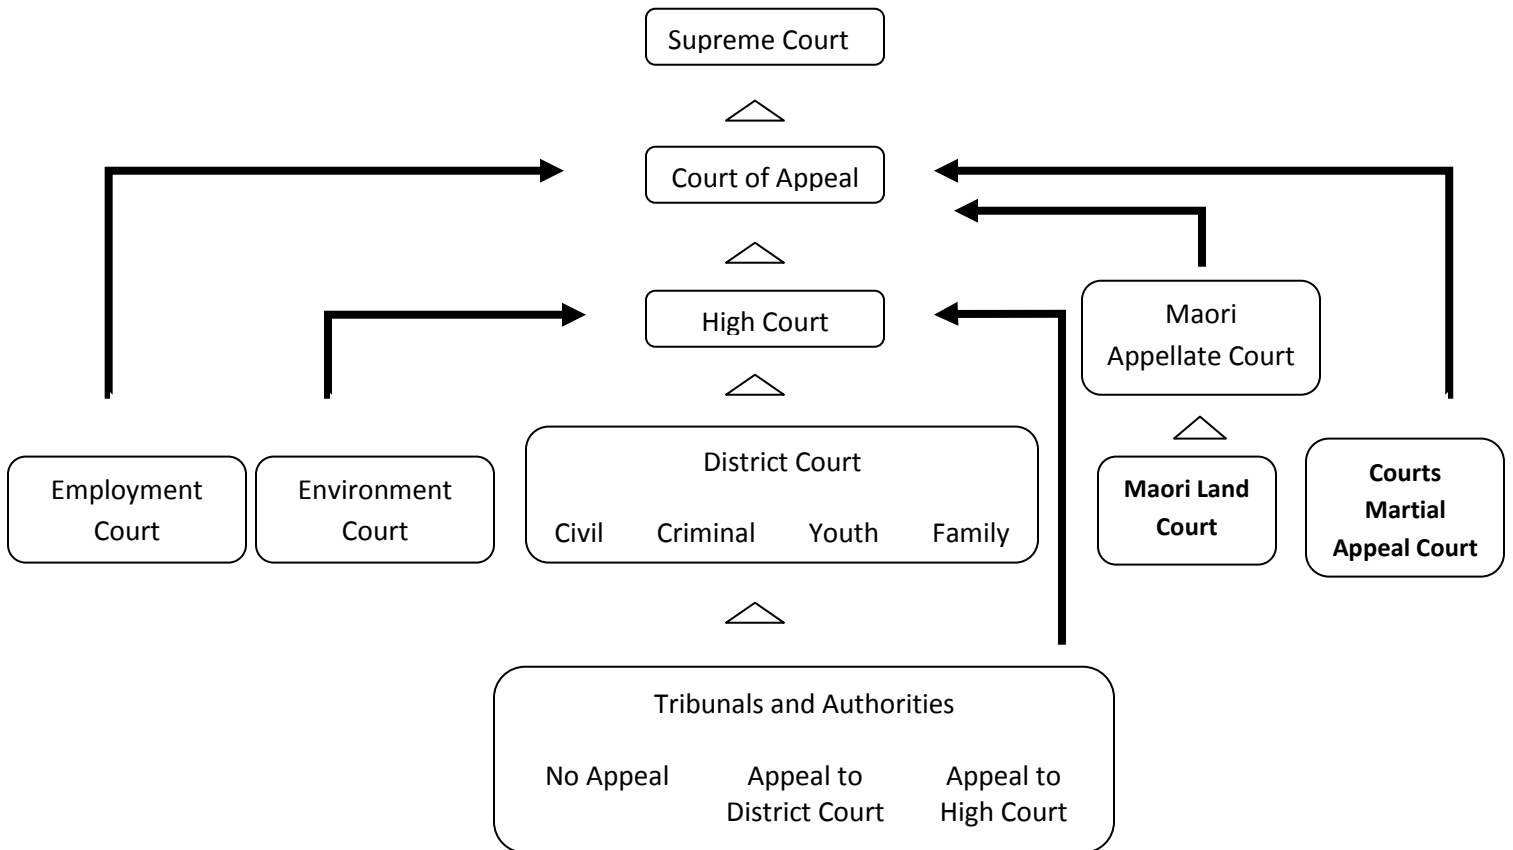 Supreme Court
Court of Appeal
High Court
Maori
Appellate Court
Employment
Court
Environment
Court
District Court
Civil Criminal Youth Family
Maori Land
Court
Courts
Martial
Appeal Court
Tribunals and Authorities
No Appeal
Appeal to
District Court
Appeal to
High Court